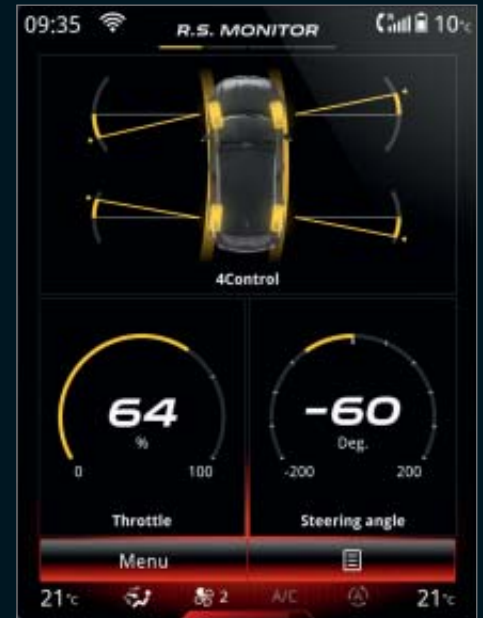 09:35 R.S. MONITOR 10°c
4Control
64
%
0 100
Throttle
-60
Deg.
-200 200
Steering angle
Menu
21°c 2 A/C A 21°c